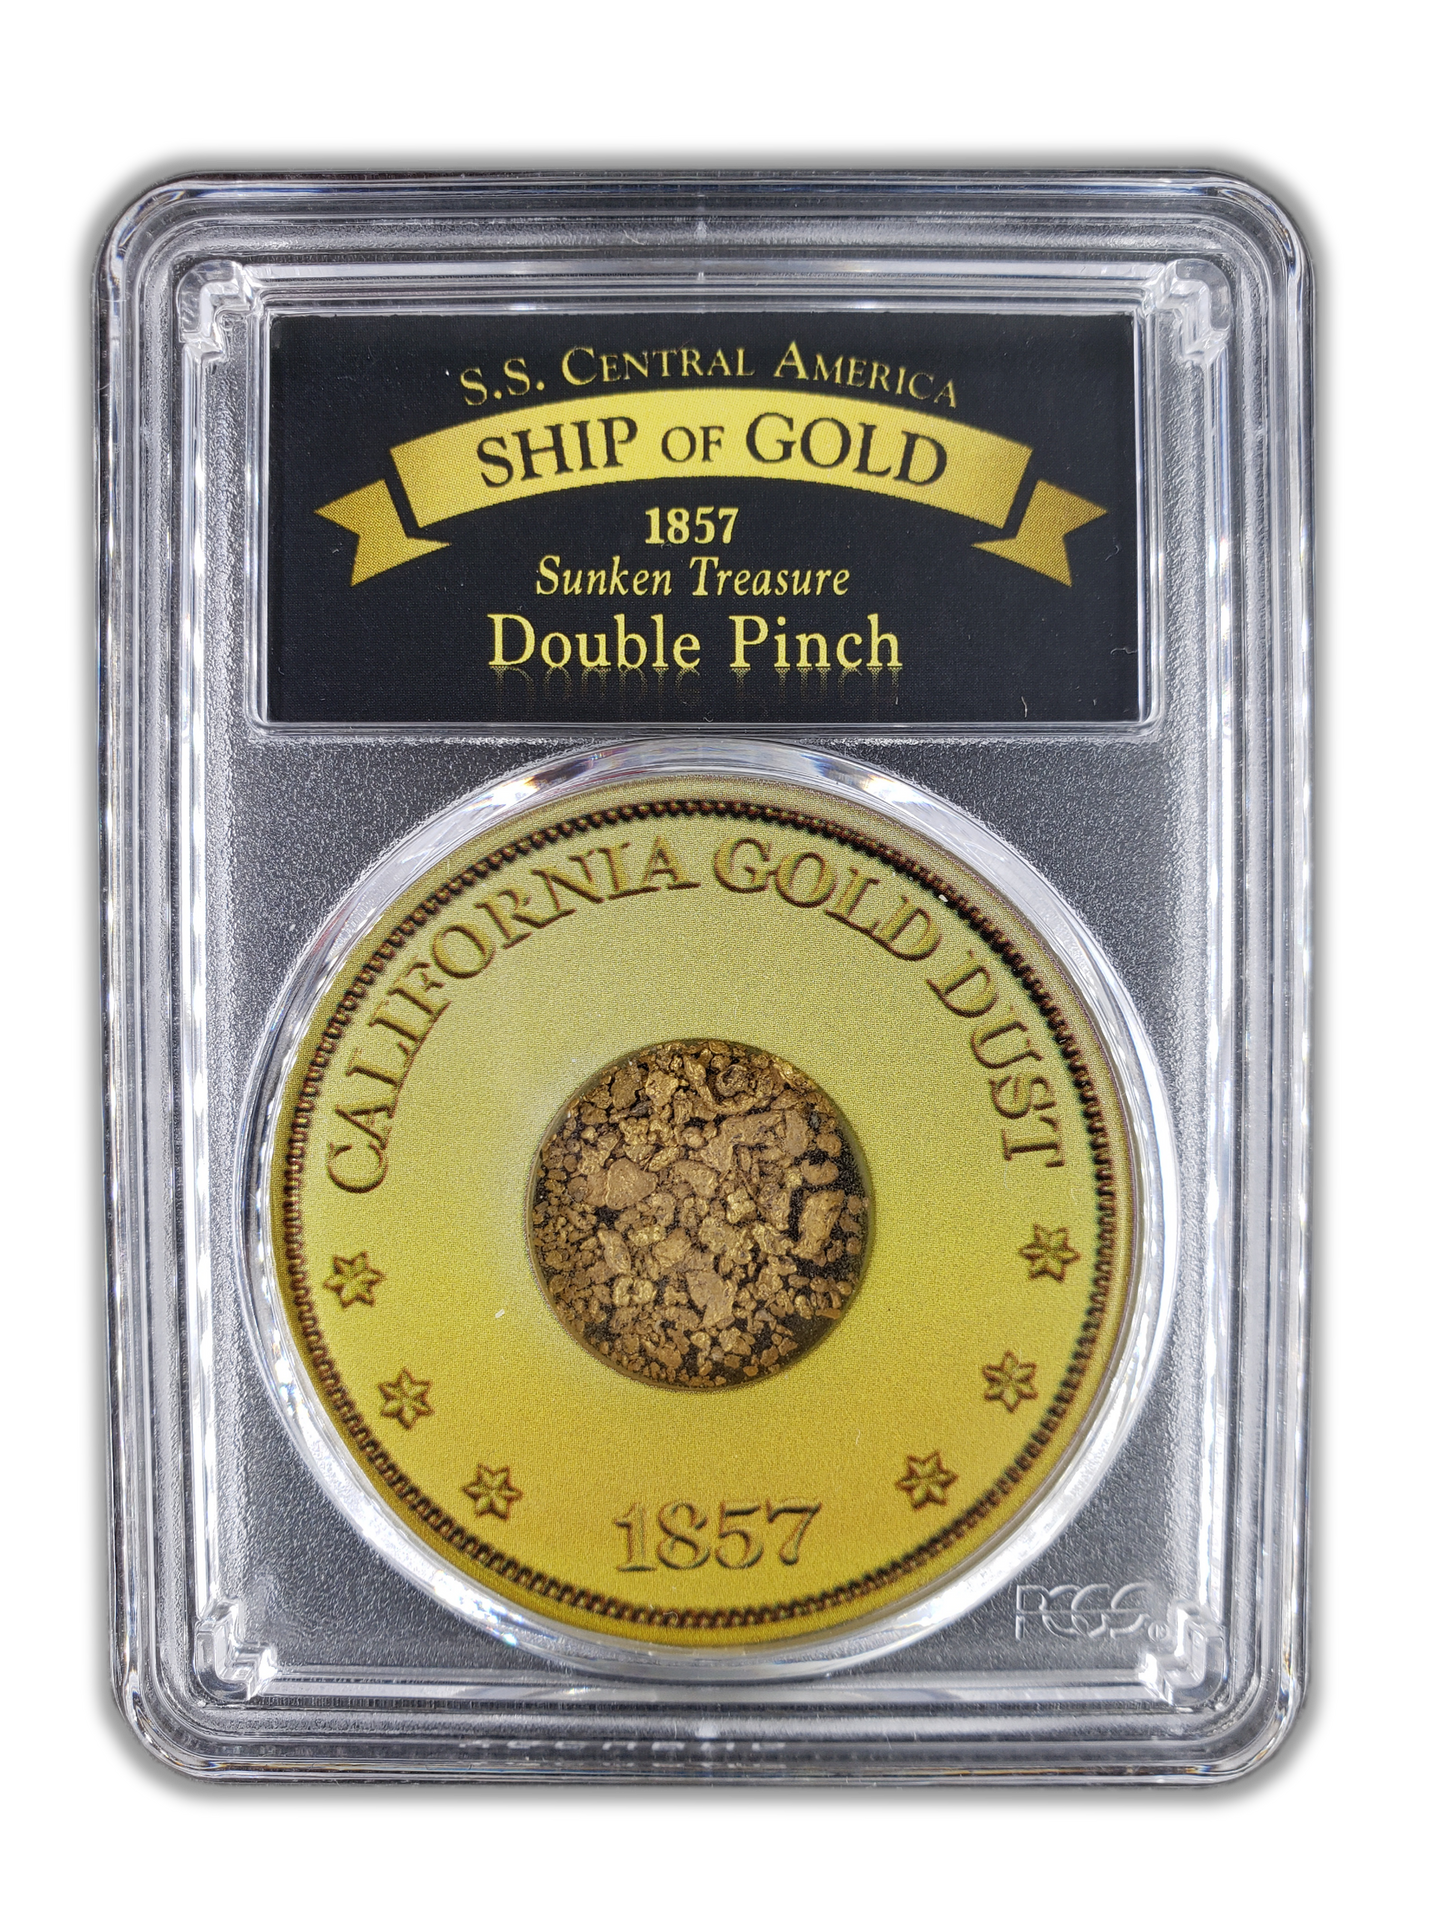 S.S. CENTRAL AMERICA
SHIP OF GOLD
1857
Sunken Treasure
Double Pinch
CALIFORNIA GOLD DUST
1857
PCGS